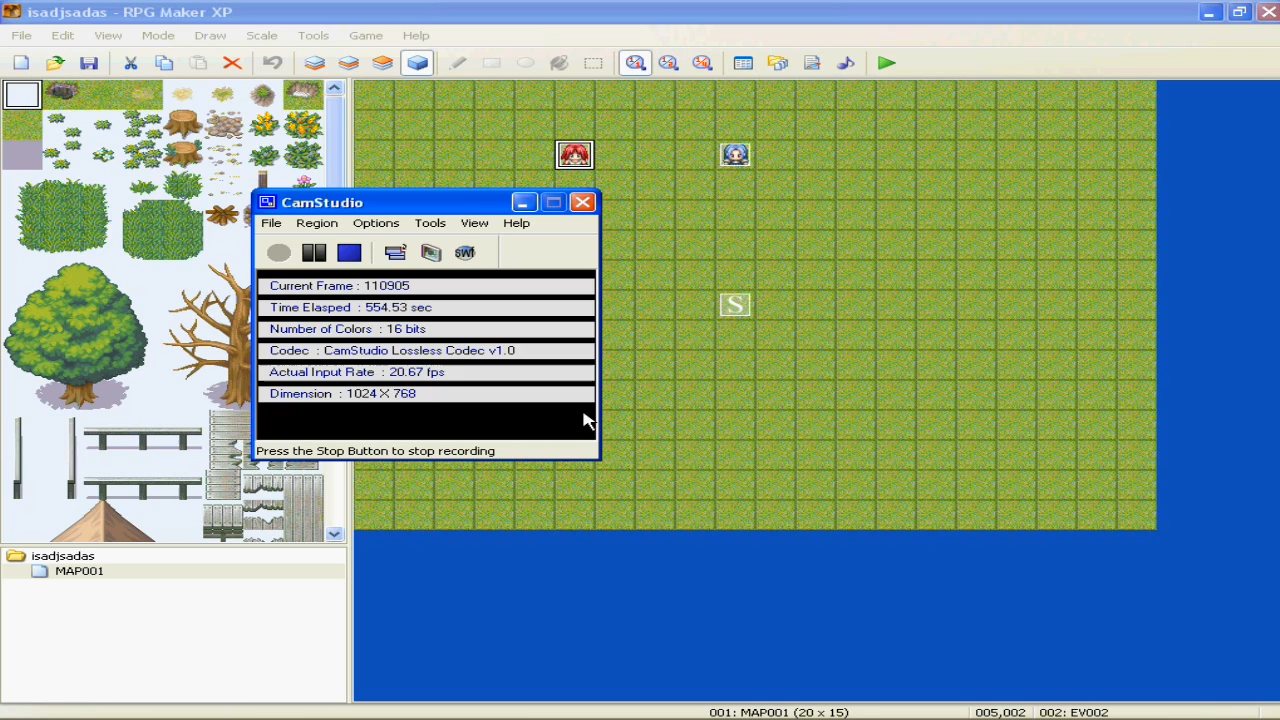 isadjsadas - RPG Maker XP
File Edit View Mode Draw Scale Tools Game Help
CamStudio
File Region Options Tools View Help
SWf
Current Frame : 110905
Time Elasped : 554.53 sec
Number of Colors : 16 bits
Codec : CamStudio Lossless Codec v1.0
Actual Input Rate : 20.67 fps
Dimension : 1024 X 768
Press the Stop Button to stop recording
S
isadjsadas
MAP001
001: MAP001 (20 x 15) 005,002 002: EV002